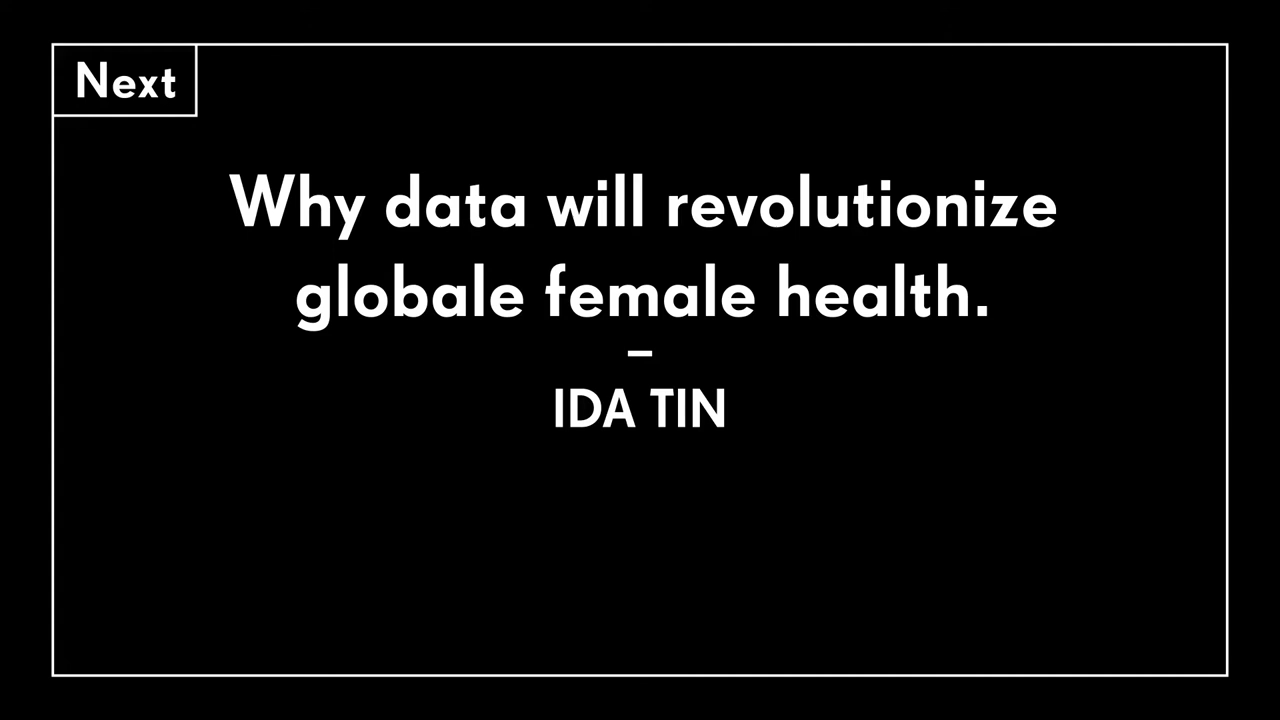 Next
Why data will revolutionize
globale female health.
–
IDA TIN